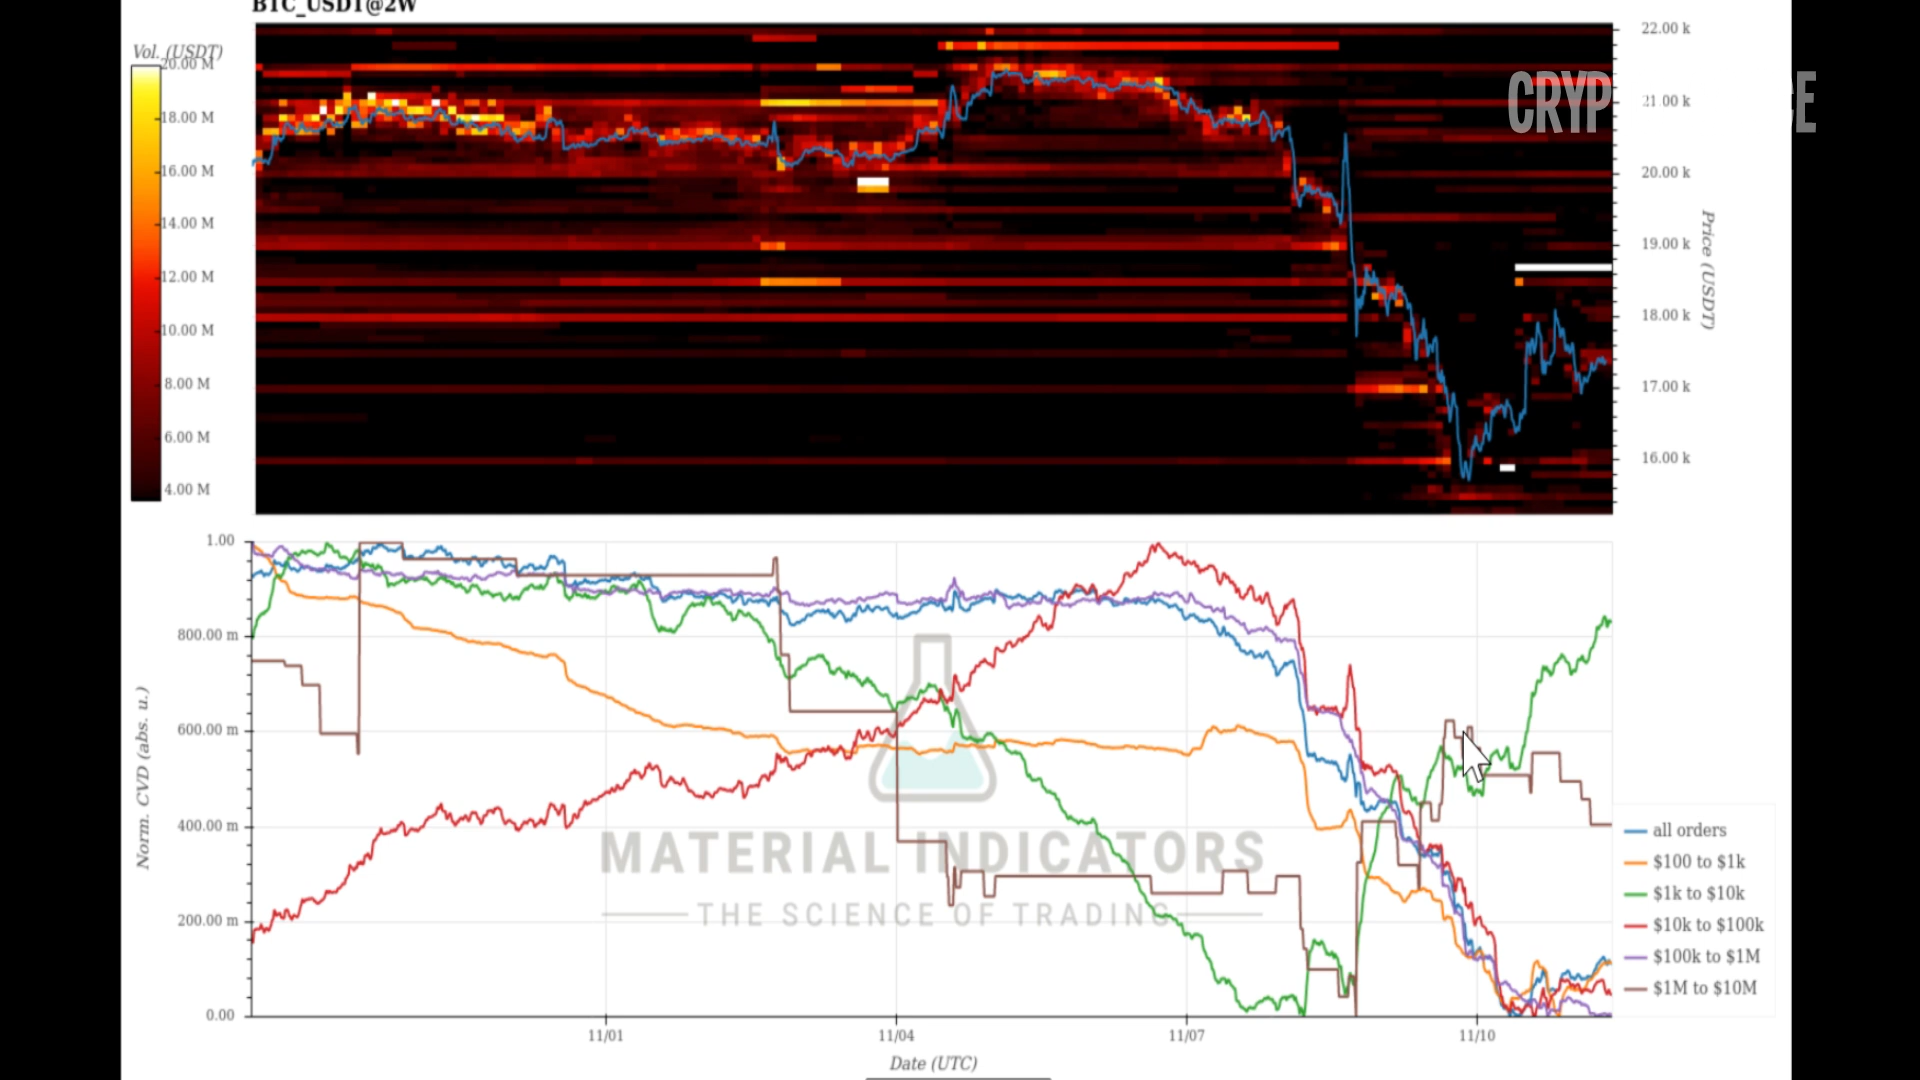 BTC_USDT@2W
Vol. (USDT)
20.00 M
18.00 M
16.00 M
14.00 M
12.00 M
10.00 M
8.00 M
6.00 M
4.00 M
22.00 k
21.00 k
20.00 k
19.00 k
18.00 k
17.00 k
16.00 k
Price (USDT)
CRYP
E
1.00
800.00 m
600.00 m
400.00 m
200.00 m
0.00
Norm. CVD (abs. u.)
MATERIAL INDICATORS
THE SCIENCE OF TRADING
all orders
$100 to $1k
$1k to $10k
$10k to $100k
$100k to $1M
$1M to $10M
11/01
11/04
11/07
11/10
Date (UTC)